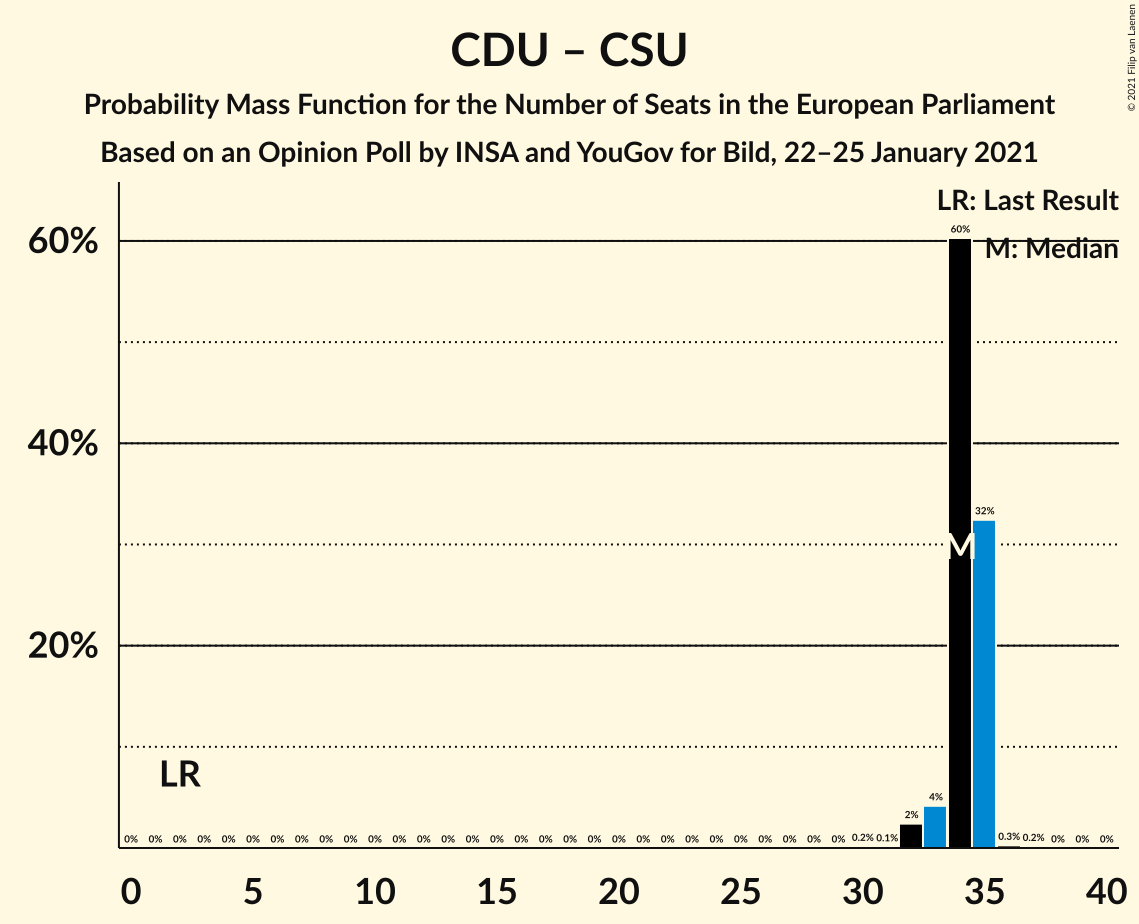 CDU – CSU
Probability Mass Function for the Number of Seats in the European Parliament
Based on an Opinion Poll by INSA and YouGov for Bild, 22–25 January 2021
© 2021 Filip van Laenen
LR: Last Result
M: Median
60%
40%
20%
60%
32%
M
LR
0% 0% 0% 0% 0% 0% 0% 0% 0% 0% 0% 0% 0% 0% 0% 0% 0% 0% 0% 0% 0% 0% 0% 0% 0% 0% 0% 0% 0% 0% 0.2% 0.1% 2% 4% 0.3% 0.2% 0% 0% 0%
0 5 10 15 20 25 30 35 40